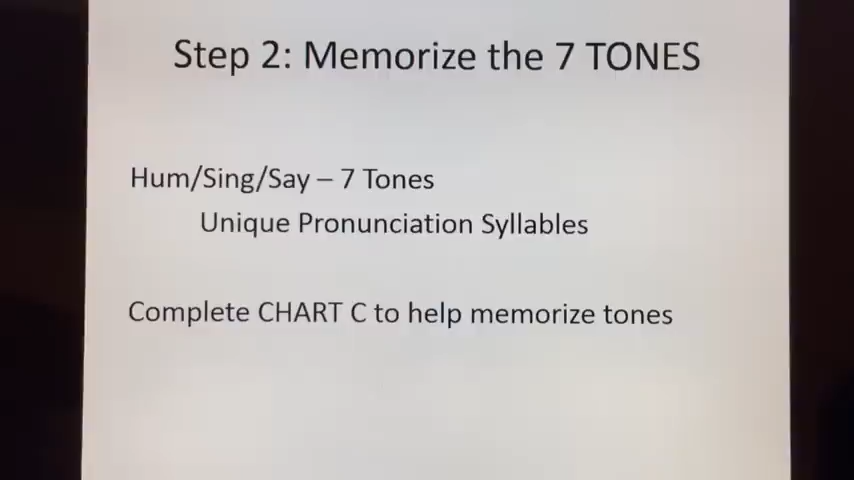 Step 2: Memorize the 7 TONES
Hum/Sing/Say – 7 Tones
Unique Pronunciation Syllables
Complete CHART C to help memorize tones